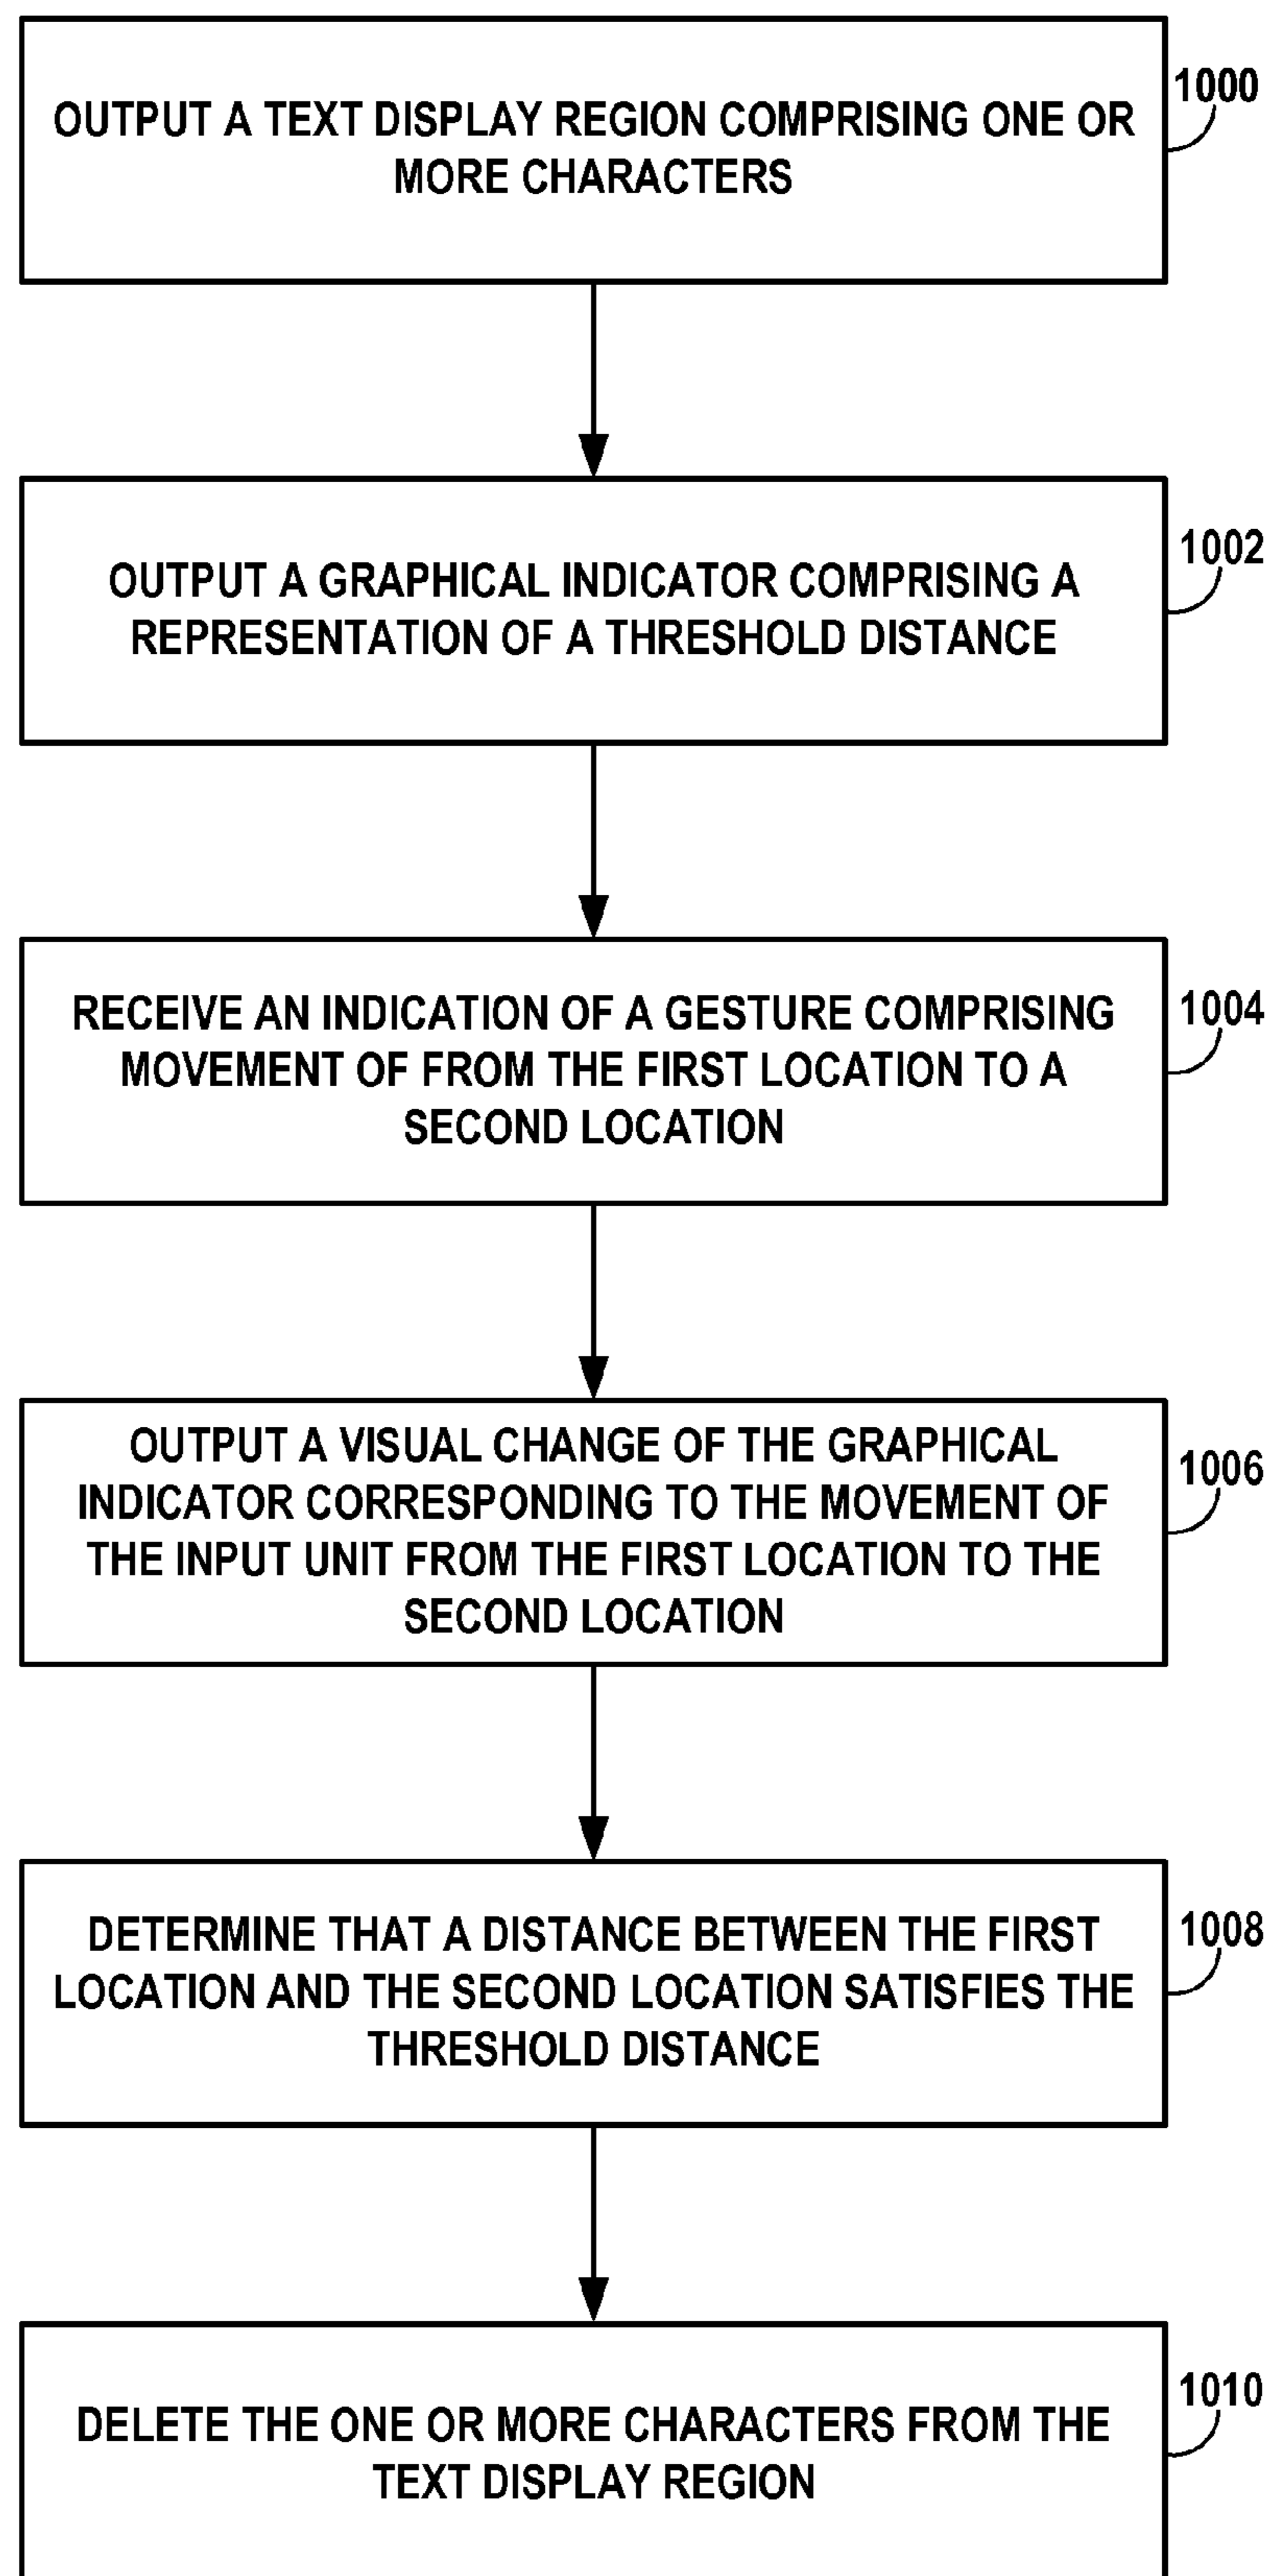 OUTPUT A TEXT DISPLAY REGION COMPRISING ONE OR
MORE CHARACTERS
1000
OUTPUT A GRAPHICAL INDICATOR COMPRISING A
REPRESENTATION OF A THRESHOLD DISTANCE
1002
RECEIVE AN INDICATION OF A GESTURE COMPRISING
MOVEMENT OF FROM THE FIRST LOCATION TO A
SECOND LOCATION
1004
OUTPUT A VISUAL CHANGE OF THE GRAPHICAL
INDICATOR CORRESPONDING TO THE MOVEMENT OF
THE INPUT UNIT FROM THE FIRST LOCATION TO THE
SECOND LOCATION
1006
DETERMINE THAT A DISTANCE BETWEEN THE FIRST
LOCATION AND THE SECOND LOCATION SATISFIES THE
THRESHOLD DISTANCE
1008
DELETE THE ONE OR MORE CHARACTERS FROM THE
TEXT DISPLAY REGION
1010